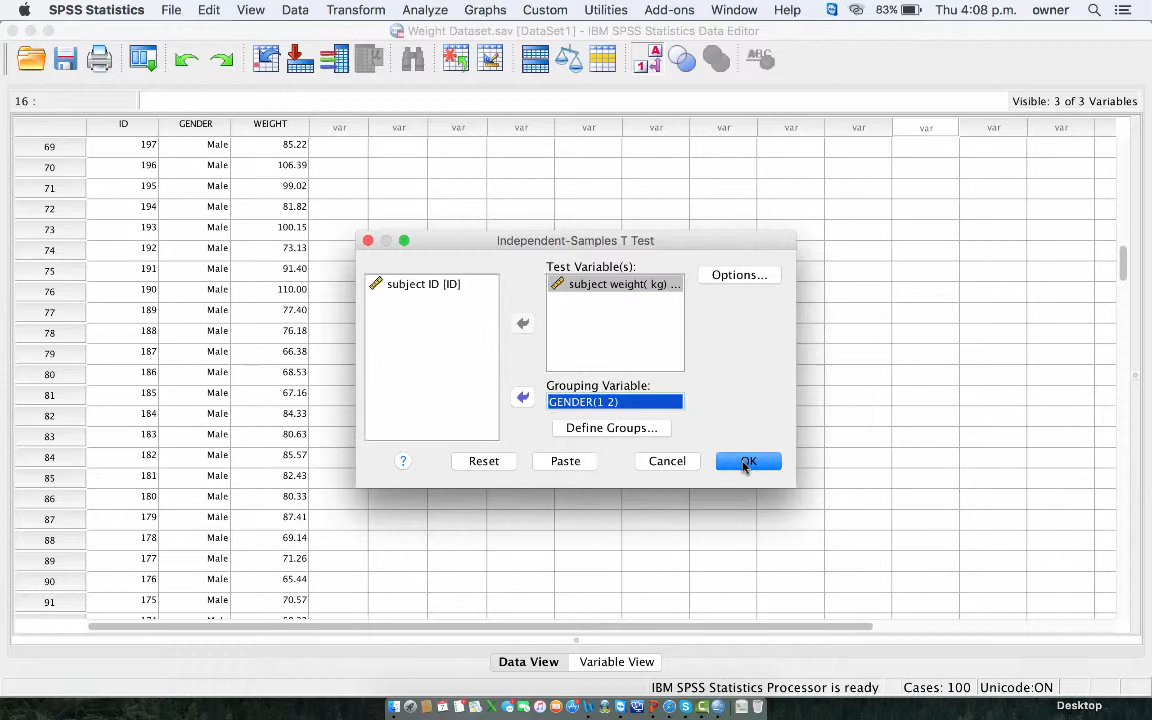 SPSS Statistics File Edit View Data Transform Analyze Graphs Custom Utilities Add-ons Window Help 83% Thu 4:08 p.m. owner
Weight Dataset.sav [DataSet1] - IBM SPSS Statistics Data Editor
16 : Visible: 3 of 3 Variables
ID GENDER WEIGHT var var var var var var var var var var var var
69 197 Male 85.22
70 196 Male 106.39
71 195 Male 99.02
72 194 Male 81.82
73 193 Male 100.15
74 192 Male 73.13
75 191 Male 91.40
76 190 Male 110.00
77 189 Male 77.40
78 188 Male 76.18
79 187 Male 66.38
80 186 Male 68.53
81 185 Male 67.16
82 184 Male 84.33
83 183 Male 80.63
84 182 Male 85.57
85 181 Male 82.43
86 180 Male 80.33
87 179 Male 87.41
88 178 Male 69.14
89 177 Male 71.26
90 176 Male 65.44
91 175 Male 70.57
Independent-Samples T Test
Test Variable(s):
subject ID [ID]
subject weight( kg) ...
Options...
Grouping Variable:
GENDER(1 2)
Define Groups...
? Reset Paste Cancel OK
Data View Variable View
IBM SPSS Statistics Processor is ready Cases: 100 Unicode:ON
Desktop